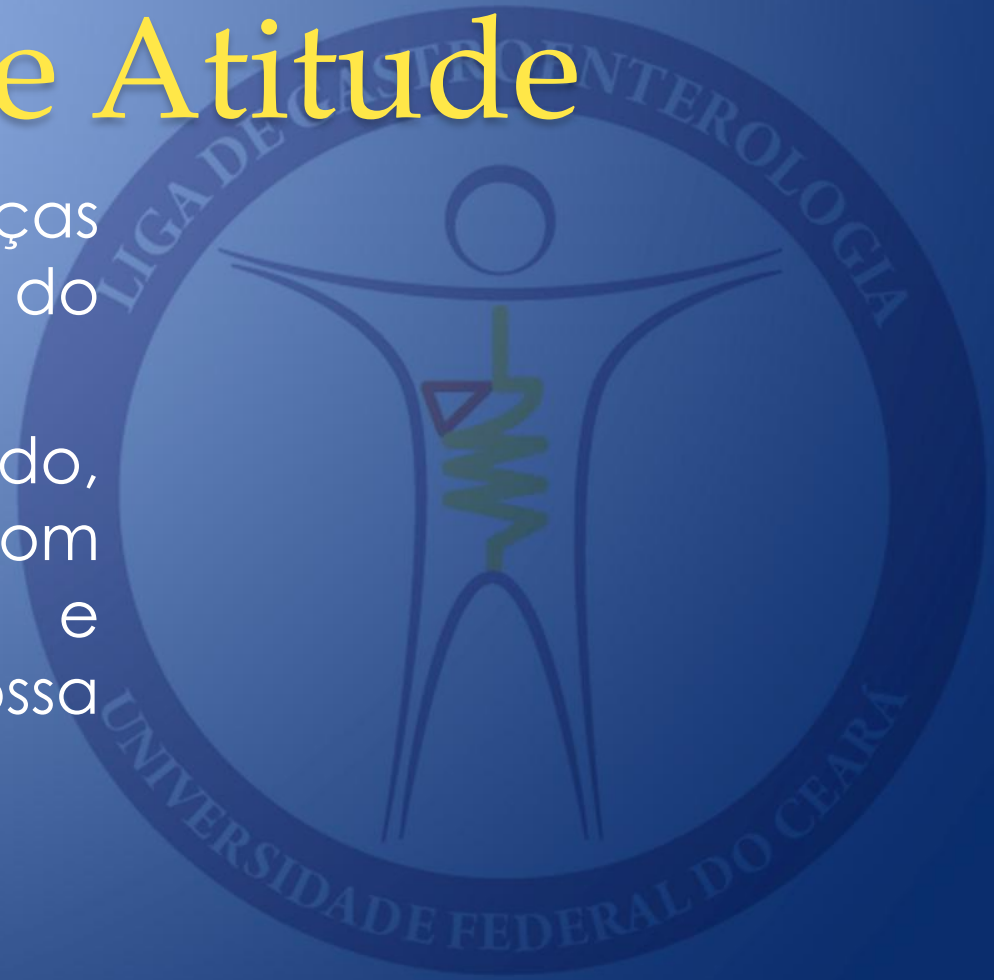 e Atitude
LIGA DE GASTROENTEROLOGIA
ças
do
do,
om
e
ossa
UNIVERSIDADE FEDERAL DO CEARÁ